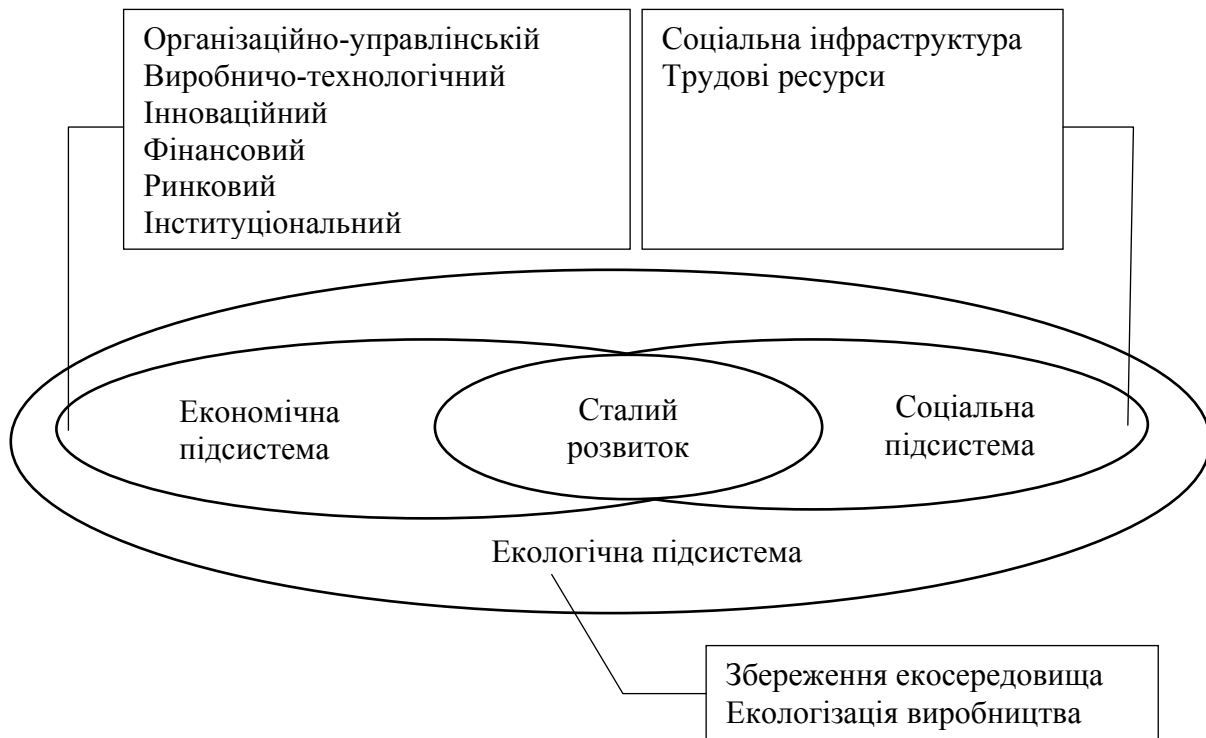 Організаційно-управлінській
Виробничо-технологічний
Інноваційний
Фінансовий
Ринковий
Інституціональний
Соціальна інфраструктура
Трудові ресурси
Економічна
підсистема
Сталий
розвиток
Соціальна
підсистема
Екологічна підсистема
Збереження екосередовища
Екологізація виробництва